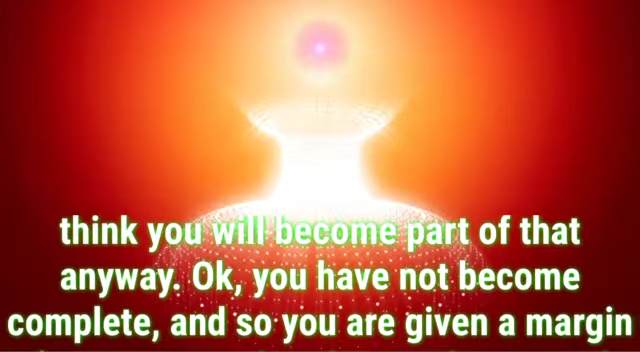 think you will become part of that
anyway. Ok, you have not become
complete, and so you are given a margin